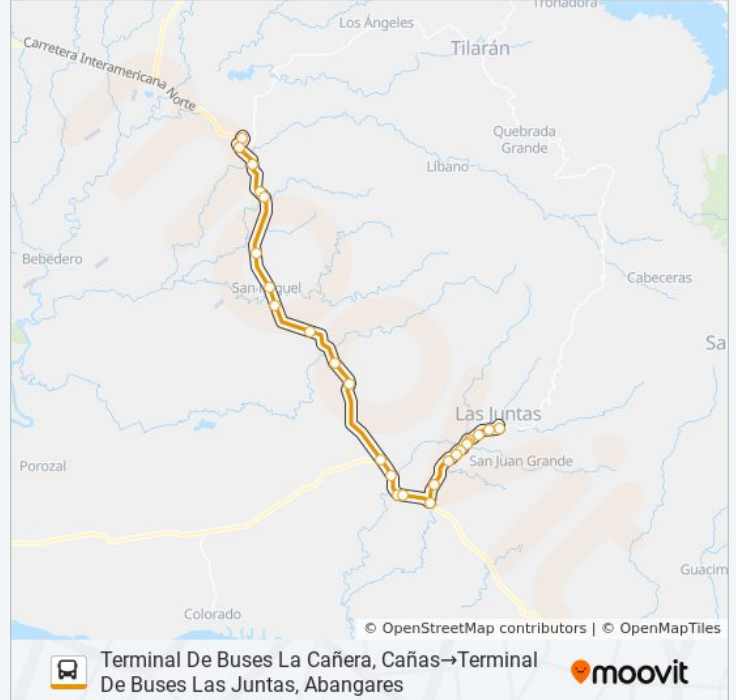 Tronadora
Los Ángeles
Tilarán
Carretera Interamericana Norte
Quebrada
Grande
Líbano
Bebedero
Cabeceras
San Miguel
Sa
Las Juntas
San Juan Grande
Porozal
Guacim
Colorado
© OpenStreetMap contributors | © OpenMapTiles
Terminal De Buses La Cañera, Cañas→Terminal
De Buses Las Juntas, Abangares
moovit